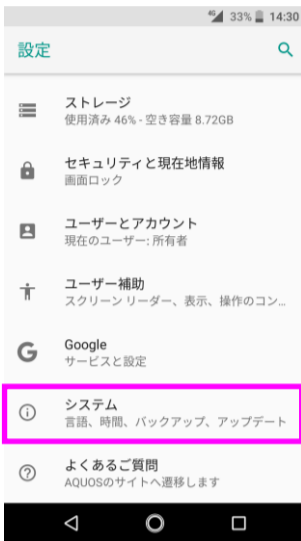 4G 33% 14:30
設定
ストレージ
使用済み 46% - 空き容量 8.72GB
セキュリティと現在地情報
画面ロック
ユーザーとアカウント
現在のユーザー: 所有者
ユーザー補助
スクリーン リーダー、表示、操作のコン...
G Google
サービスと設定
システム
言語、時間、バックアップ、アップデート
よくあるご質問
AQUOSのサイトへ遷移します